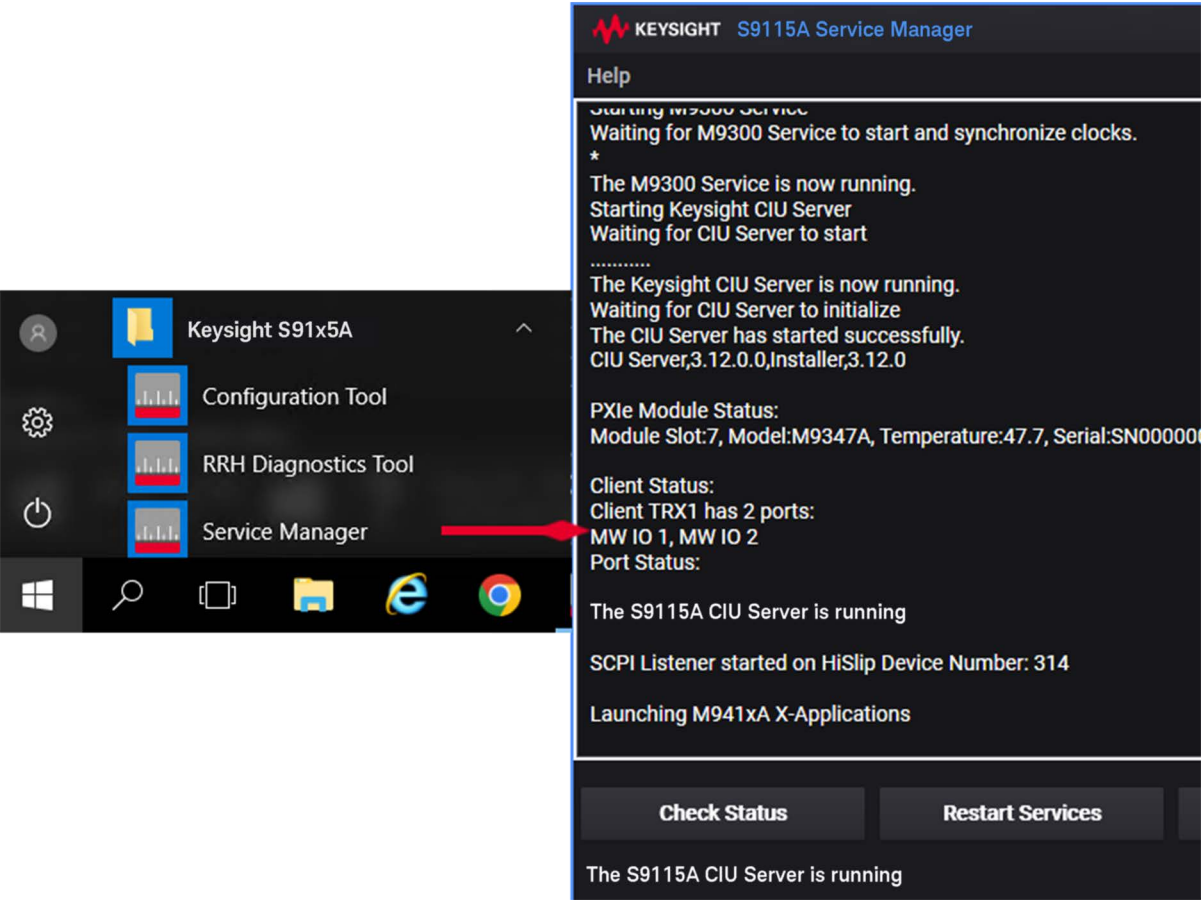 Keysight S91x5A
Configuration Tool
RRH Diagnostics Tool
Service Manager
KEYSIGHT S9115A Service Manager
Help
Starting M9300 Service
Waiting for M9300 Service to start and synchronize clocks.
*
The M9300 Service is now running.
Starting Keysight CIU Server
Waiting for CIU Server to start
...........
The Keysight CIU Server is now running.
Waiting for CIU Server to initialize
The CIU Server has started successfully.
CIU Server,3.12.0.0,Installer,3.12.0
PXIe Module Status:
Module Slot:7, Model:M9347A, Temperature:47.7, Serial:SN000000
Client Status:
Client TRX1 has 2 ports:
MW IO 1, MW IO 2
Port Status:
The S9115A CIU Server is running
SCPI Listener started on HiSlip Device Number: 314
Launching M941xA X-Applications
Check Status
Restart Services
The S9115A CIU Server is running